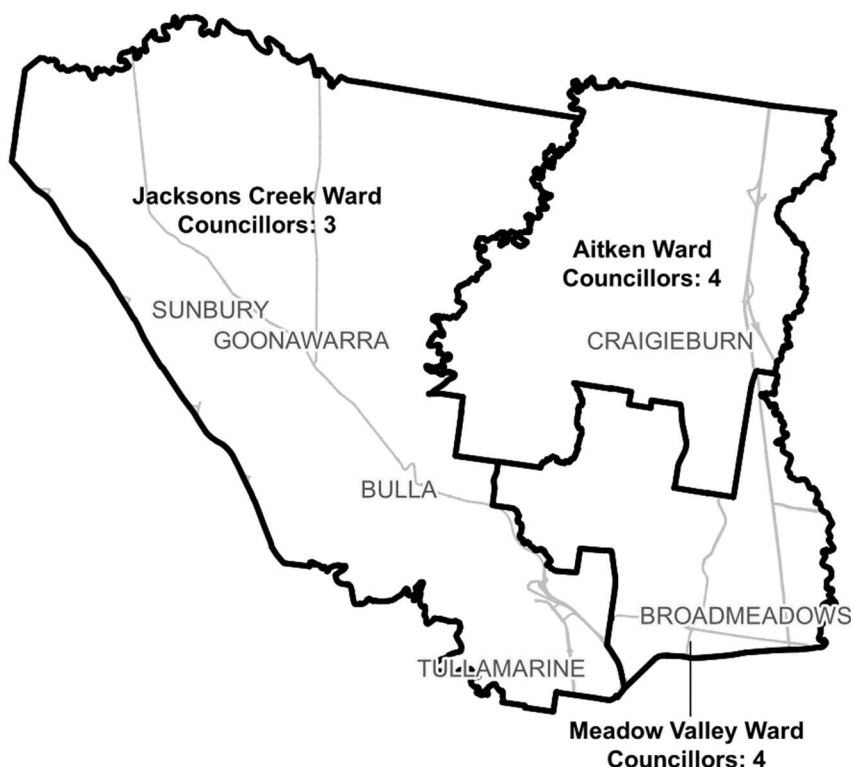 Jacksons Creek Ward
Councillors: 3
Aitken Ward
Councillors: 4
SUNBURY
GOONAWARRA
CRAIGIEBURN
BULLA
BROADMEADOWS
TULLAMARINE
Meadow Valley Ward
Councillors: 4